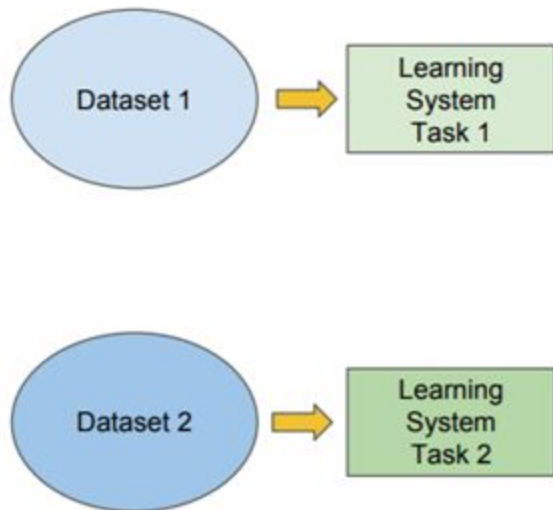 Dataset 1
Learning
System
Task 1
Dataset 2
Learning
System
Task 2